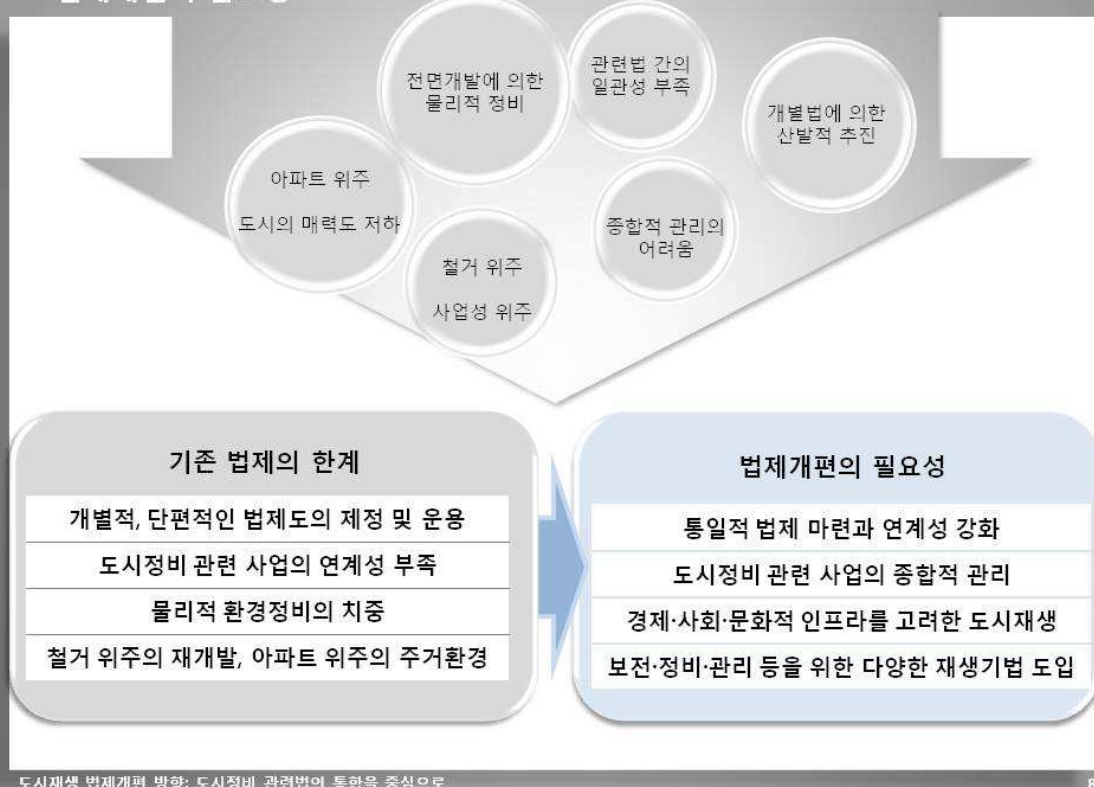 전면개발에 의한
물리적 정비
관련법 간의
일관성 부족
개별법에 의한
산발적 추진
아파트 위주
도시의 매력도 저하
종합적 관리의
어려움
철거 위주
사업성 위주
기존 법제의 한계
개별적, 단편적인 법제도의 제정 및 운용
도시정비 관련 사업의 연계성 부족
물리적 환경정비의 치중
철거 위주의 재개발, 아파트 위주의 주거환경
법제개편의 필요성
통일적 법제 마련과 연계성 강화
도시정비 관련 사업의 종합적 관리
경제·사회·문화적 인프라를 고려한 도시재생
보전·정비·관리 등을 위한 다양한 재생기법 도입
도시재생 법제개편 방향: 도시정비 관련법의 통합을 중심으로
8